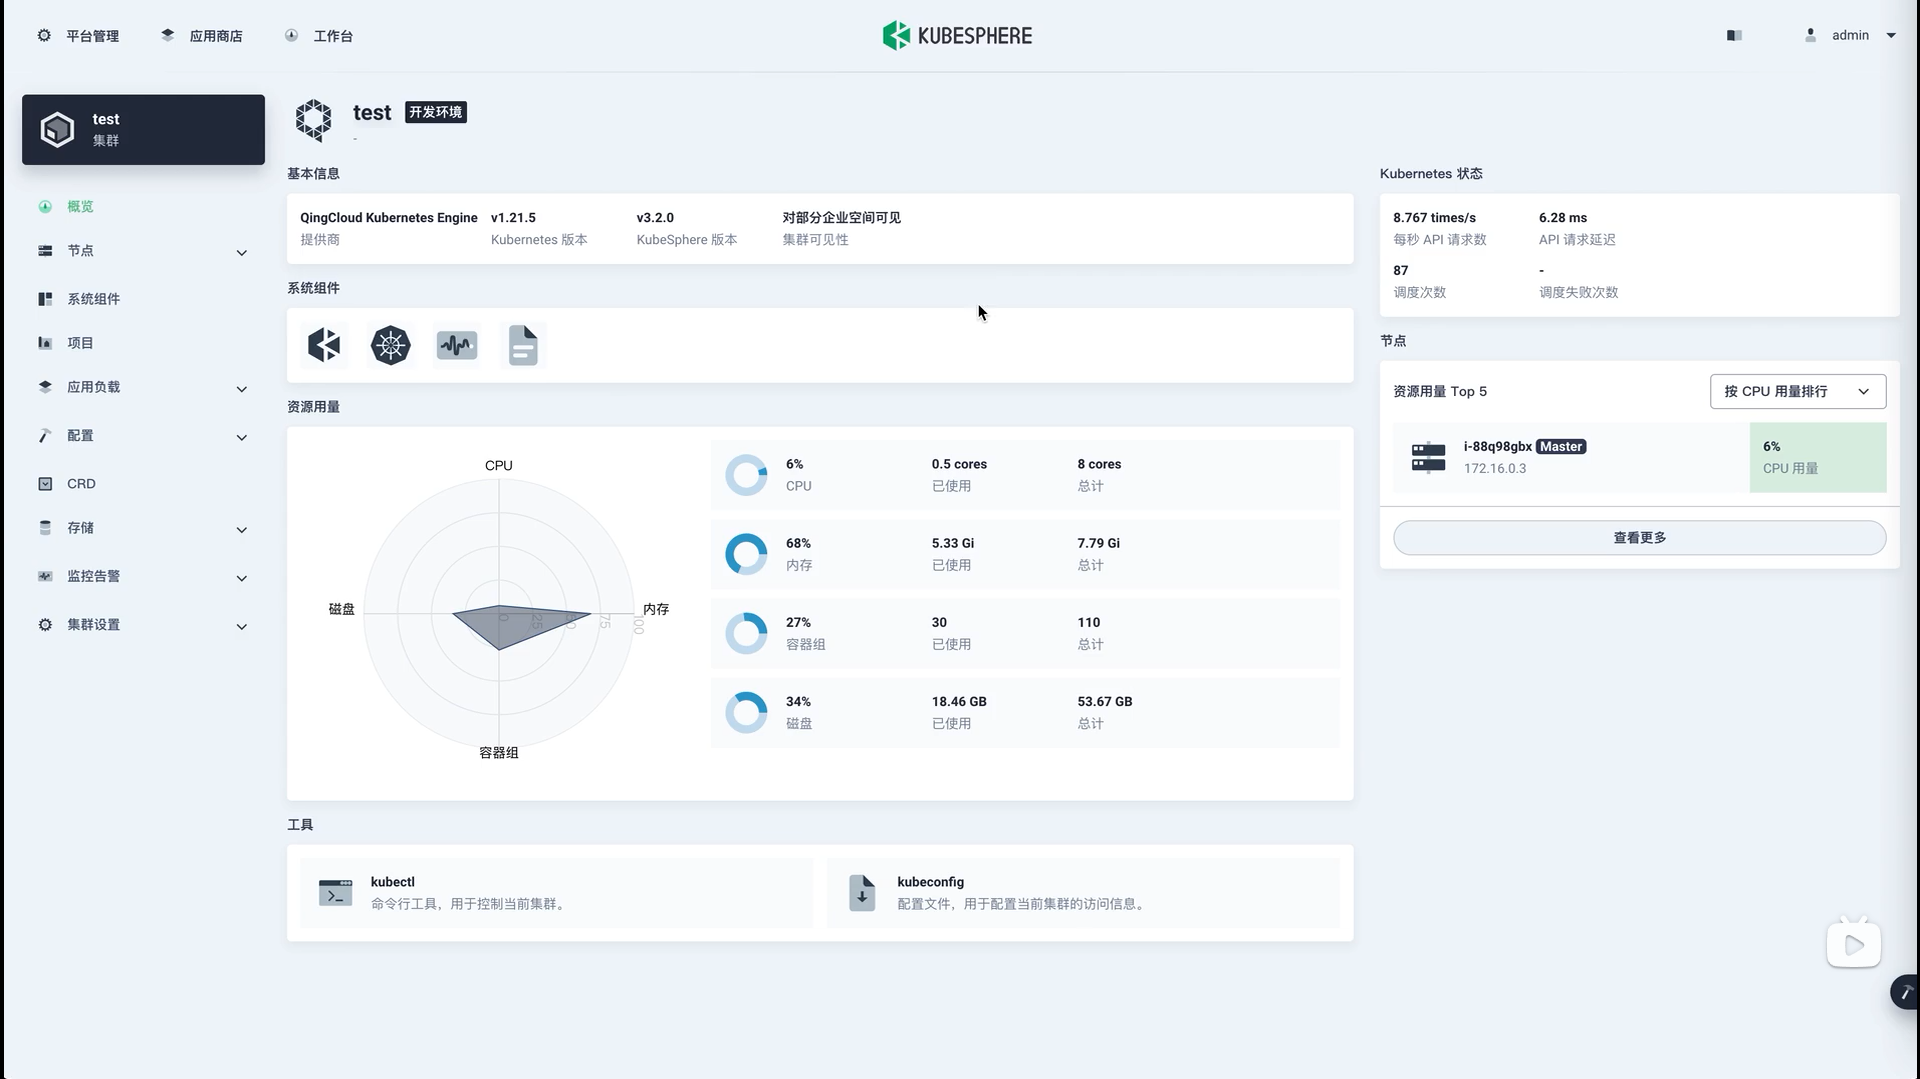 平台管理
应用商店
工作台
KUBESPHERE
admin
test
集群
概览
节点
系统组件
项目
应用负载
配置
CRD
存储
监控告警
集群设置
test 开发环境
-
基本信息
QingCloud Kubernetes Engine
提供商
v1.21.5
Kubernetes 版本
v3.2.0
KubeSphere 版本
对部分企业空间可见
集群可见性
系统组件
资源用量
CPU
内存
容器组
磁盘
0 25 50 75 100
6%
CPU
0.5 cores
已使用
8 cores
总计
68%
内存
5.33 Gi
已使用
7.79 Gi
总计
27%
容器组
30
已使用
110
总计
34%
磁盘
18.46 GB
已使用
53.67 GB
总计
工具
kubectl
命令行工具，用于控制当前集群。
kubeconfig
配置文件，用于配置当前集群的访问信息。
Kubernetes 状态
8.767 times/s
每秒 API 请求数
6.28 ms
API 请求延迟
87
调度次数
-
调度失败次数
节点
资源用量 Top 5
按 CPU 用量排行
i-88q98gbx Master
172.16.0.3
6%
CPU 用量
查看更多